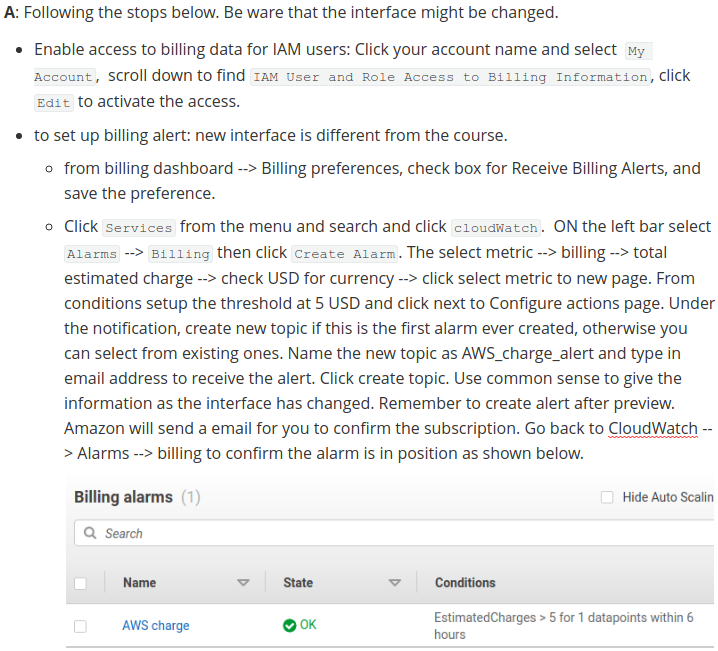 A: Following the stops below. Be ware that the interface might be changed.
• Enable access to billing data for IAM users: Click your account name and select My
Account, scroll down to find IAM User and Role Access to Billing Information, click
Edit to activate the access.
• to set up billing alert: new interface is different from the course.
◦ from billing dashboard --> Billing preferences, check box for Receive Billing Alerts, and
save the preference.
◦ Click Services from the menu and search and click cloudWatch. ON the left bar select
Alarms --> Billing then click Create Alarm. The select metric --> billing --> total
estimated charge --> check USD for currency --> click select metric to new page. From
conditions setup the threshold at 5 USD and click next to Configure actions page. Under
the notification, create new topic if this is the first alarm ever created, otherwise you
can select from existing ones. Name the new topic as AWS_charge_alert and type in
email address to receive the alert. Click create topic. Use common sense to give the
information as the interface has changed. Remember to create alert after preview.
Amazon will send a email for you to confirm the subscription. Go back to CloudWatch --
> Alarms --> billing to confirm the alarm is in position as shown below.
Billing alarms (1)
Hide Auto Scalin
Search
Name State Conditions
AWS charge OK EstimatedCharges > 5 for 1 datapoints within 6
hours